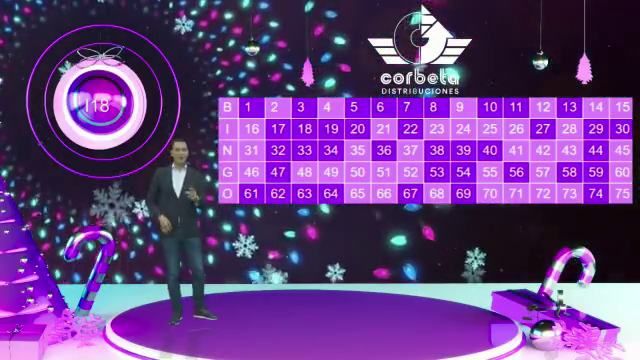 I18
corbeta
DISTRIBUCIONES
B 1 2 3 4 5 6 7 8 9 10 11 12 13 14 15
I 16 17 18 19 20 21 22 23 24 25 26 27 28 29 30
N 31 32 33 34 35 36 37 38 39 40 41 42 43 44 45
G 46 47 48 49 50 51 52 53 54 55 56 57 58 59 60
O 61 62 63 64 65 66 67 68 69 70 71 72 73 74 75